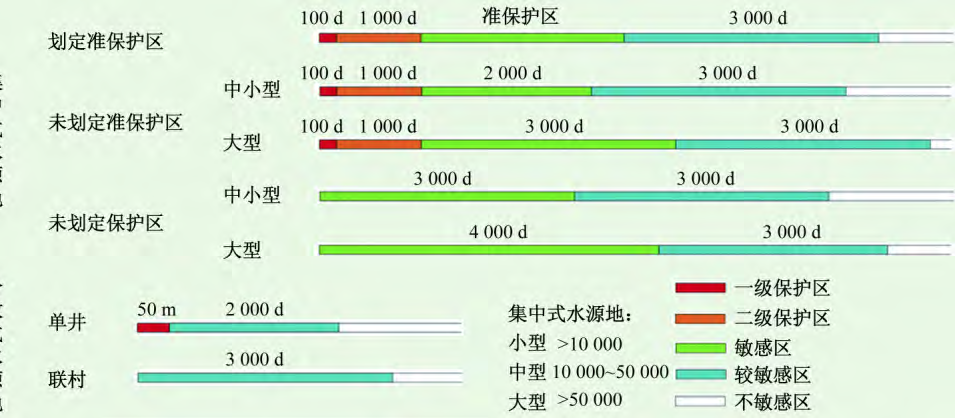 100 d 1 000 d 准保护区 3 000 d
划定准保护区
100 d 1 000 d 2 000 d 3 000 d
中小型
未划定准保护区
100 d 1 000 d 3 000 d 3 000 d
大型
3 000 d 3 000 d
中小型
未划定保护区
4 000 d 3 000 d
大型
50 m 2 000 d
单井
3 000 d
联村
集中式水源地:
小型 >10 000
中型 10 000~50 000
大型 >50 000
一级保护区
二级保护区
敏感区
较敏感区
不敏感区